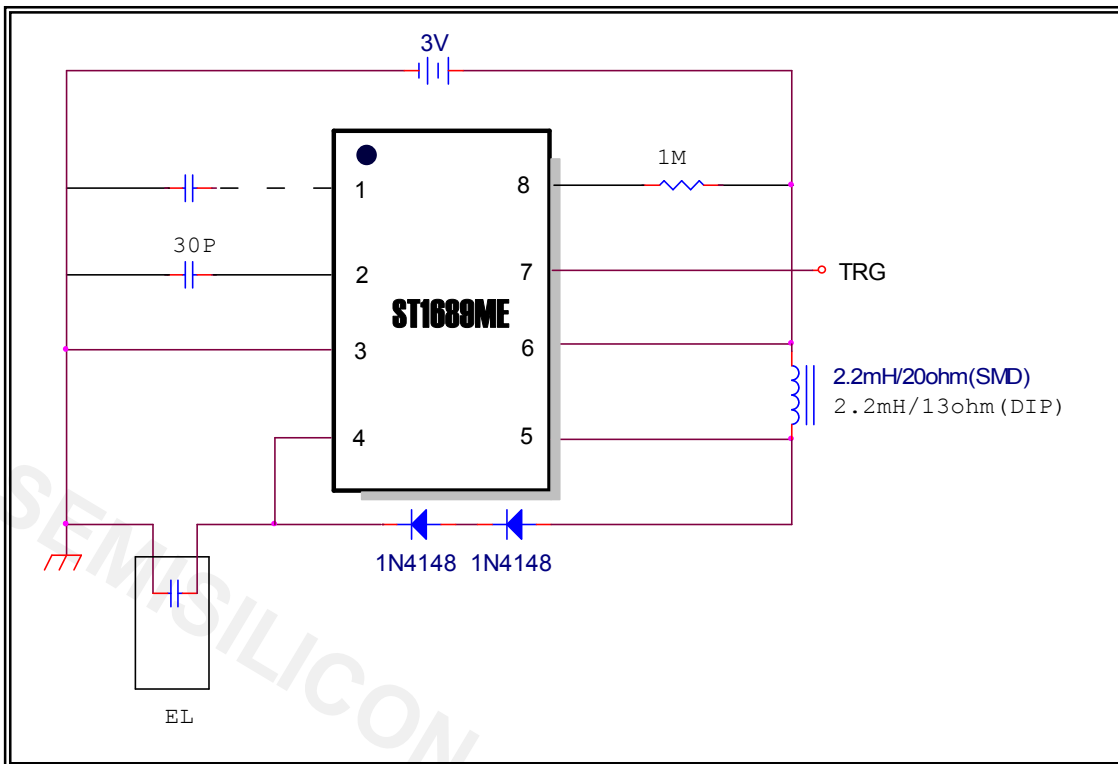 3V
1
8
1M
30P
2
7
TRG
ST1689ME
3
6
2.2mH/20ohm(SMD)
2.2mH/13ohm(DIP)
4
5
1N4148
1N4148
EL
SEMISILICON